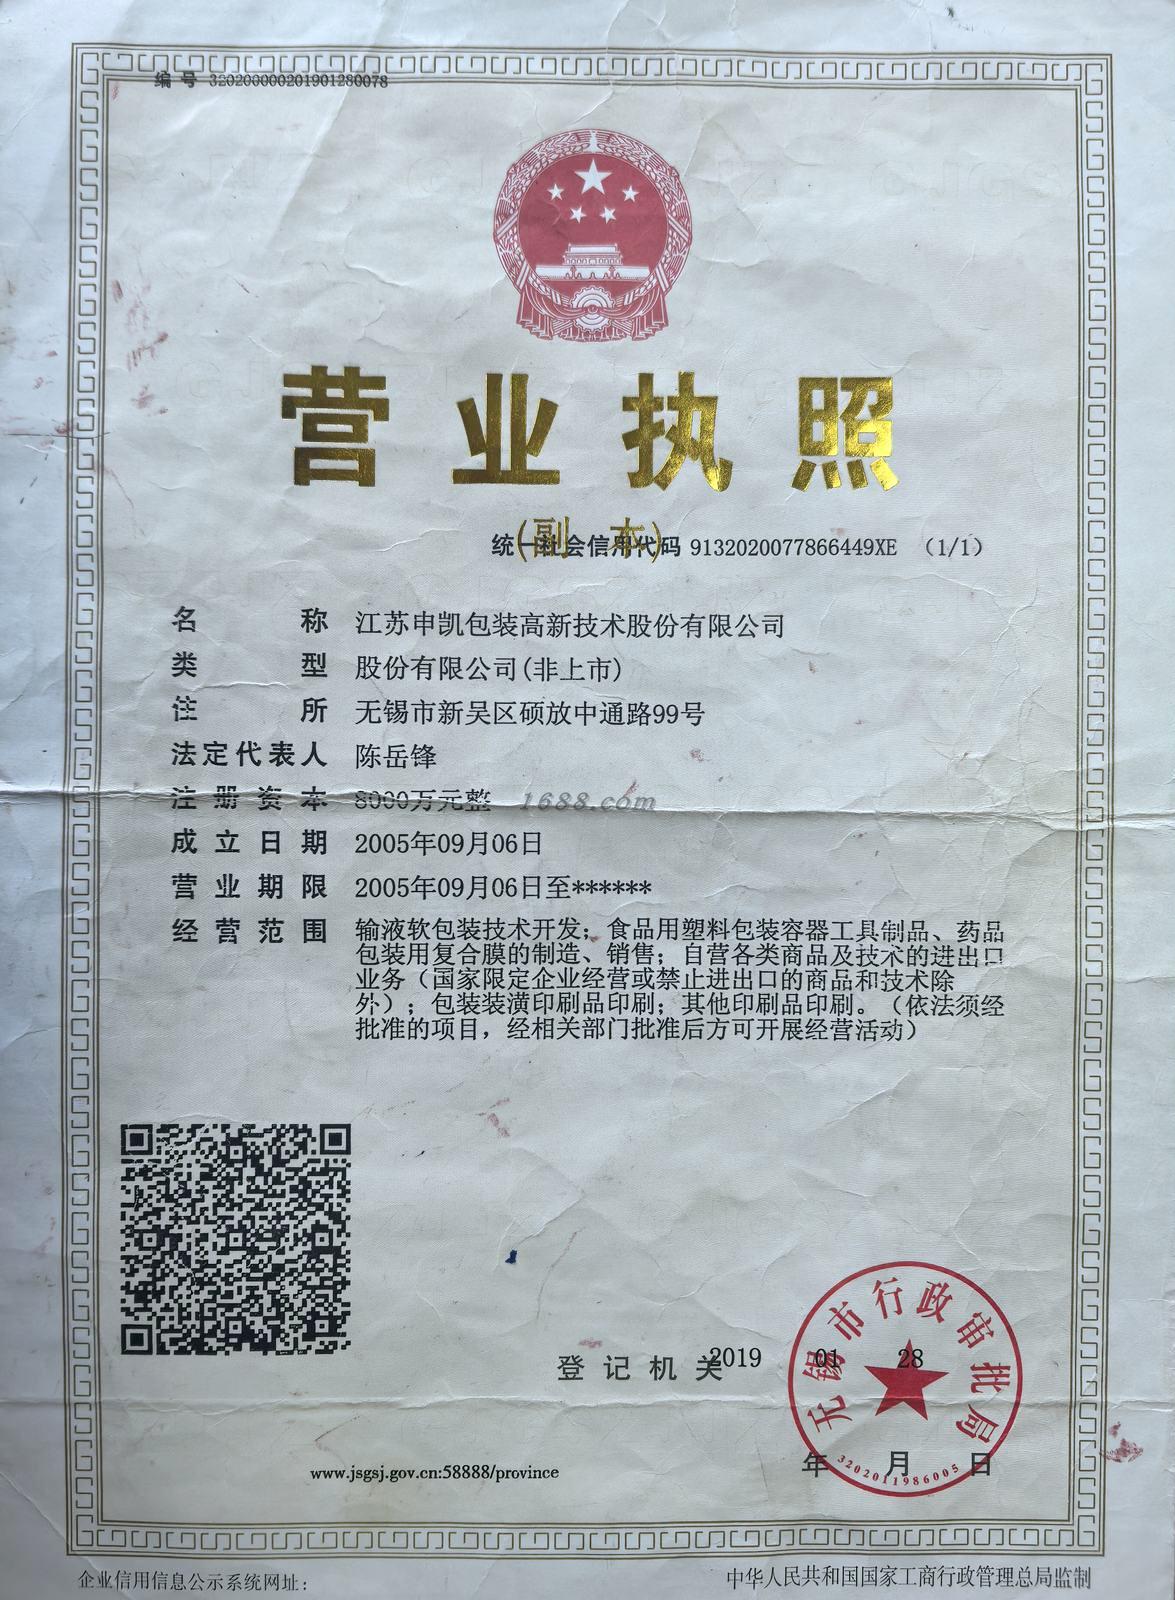 编 号 320200000201901280078
营业执照
(副 本)
统一社会信用代码 9132020077866449XE (1/1)
名 称 江苏申凯包装高新技术股份有限公司
类 型 股份有限公司(非上市)
住 所 无锡市新吴区硕放中通路99号
法定代表人 陈岳锋
注册资本 8000万元整
1688.com
成立日期 2005年09月06日
营业期限 2005年09月06日至******
经营范围 输液软包装技术开发；食品用塑料包装容器工具制品、药品
包装用复合膜的制造、销售；自营各类商品及技术的进出口
业务（国家限定企业经营或禁止进出口的商品和技术除
外）；包装装潢印刷品印刷；其他印刷品印刷。（依法须经
批准的项目，经相关部门批准后方可开展经营活动）
无锡市行政审批局
登记机关 2019 01 28
年 月 日
3202011986005
www.jsgsj.gov.cn:58888/province
企业信用信息公示系统网址：
中华人民共和国国家工商行政管理总局监制